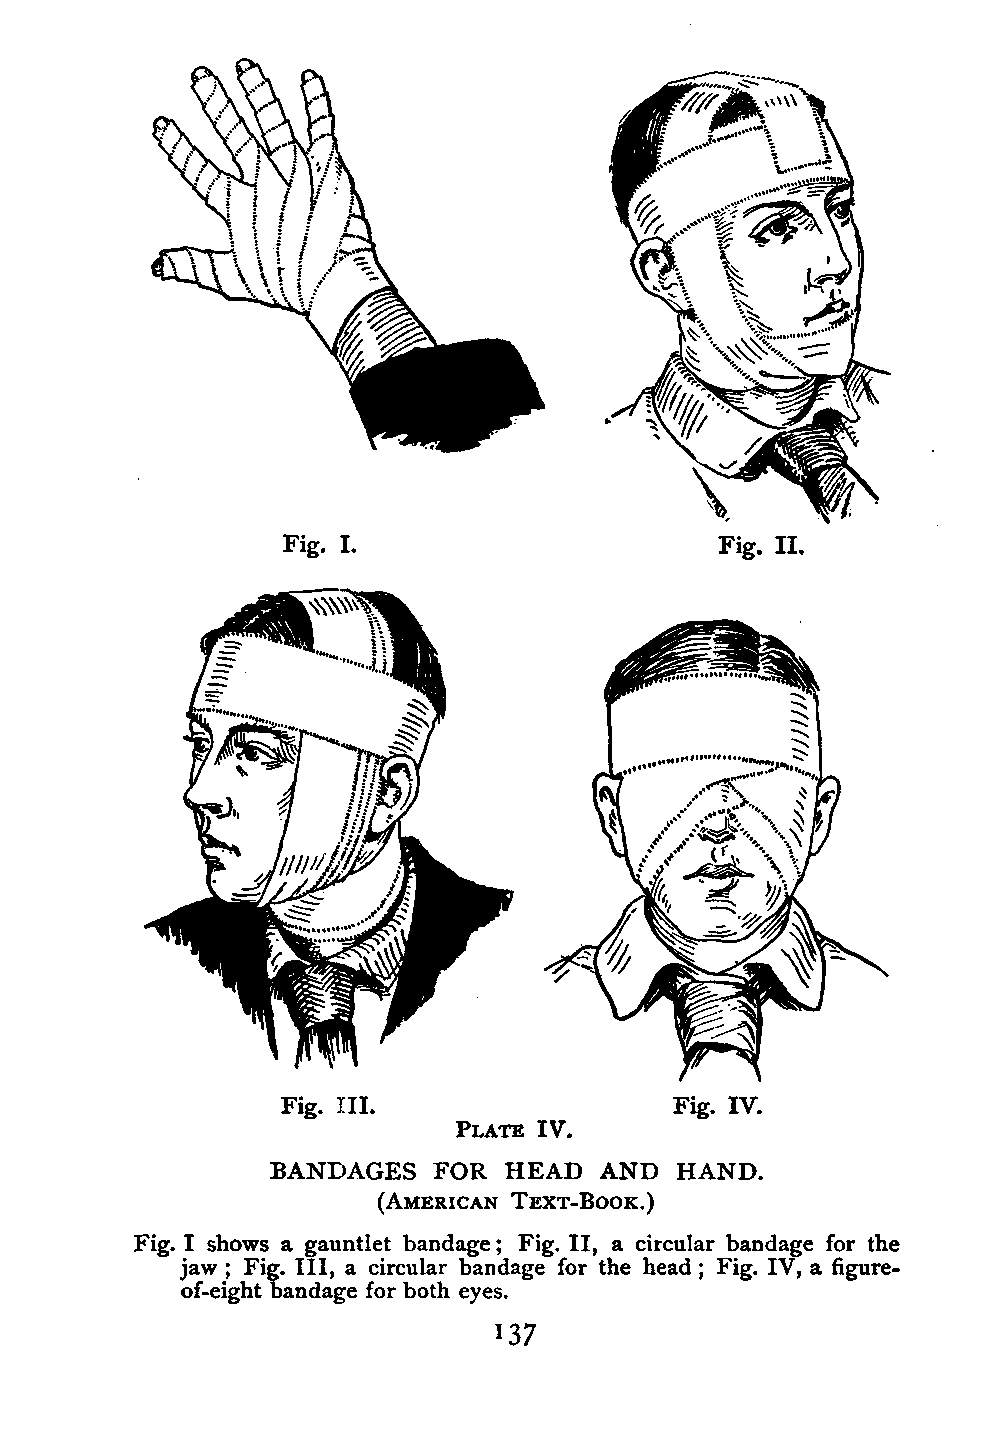 Fig. I.
Fig. II.
Fig. III.
Fig. IV.
PLATE IV.
BANDAGES FOR HEAD AND HAND.
(AMERICAN TEXT-BOOK.)
Fig. I shows a gauntlet bandage; Fig. II, a circular bandage for the
jaw; Fig. III, a circular bandage for the head; Fig. IV, a figure-
of-eight bandage for both eyes.
137